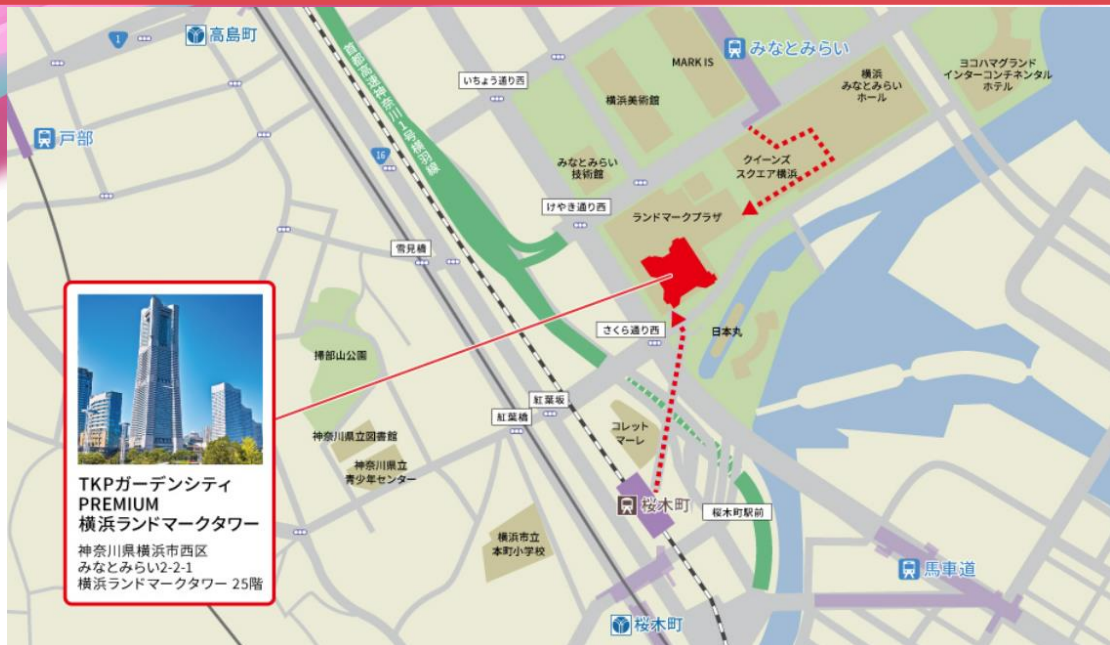 1
高島町
首都高速神奈川1号横羽線
いちょう通り西
MARK IS
みなとみらい
横浜美術館
横浜
みなとみらい
ホール
ヨコハマグランド
インターコンチネンタル
ホテル
戸部
16
みなとみらい
技術館
クイーンズ
スクエア横浜
けやき通り西
ランドマークプラザ
雪見橋
さくら通り西
日本丸
掃部山公園
紅葉坂
紅葉橋
コレット
マーレ
神奈川県立図書館
神奈川県立
青少年センター
桜木町
桜木町駅前
横浜市立
本町小学校
馬車道
桜木町
TKPガーデンシティ
PREMIUM
横浜ランドマークタワー
神奈川県横浜市西区
みなとみらい2-2-1
横浜ランドマークタワー 25階